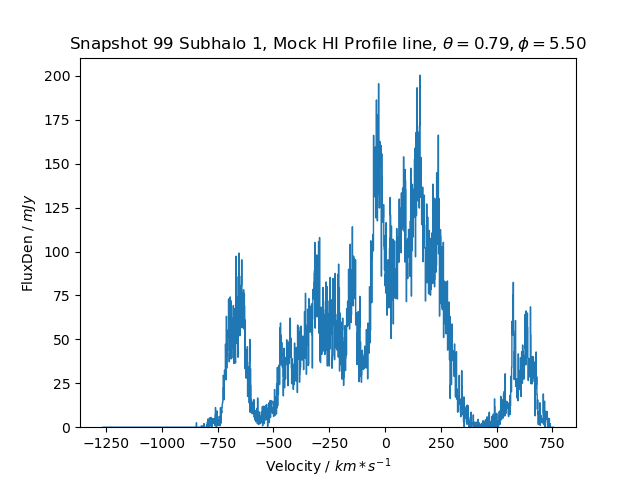 Snapshot 99 Subhalo 1, Mock HI Profile line, θ = 0.79, ϕ = 5.50
200
175
150
125
100
75
50
25
0
FluxDen / mJy
−1250 −1000 −750 −500 −250 0 250 500 750
Velocity / km * s⁻¹